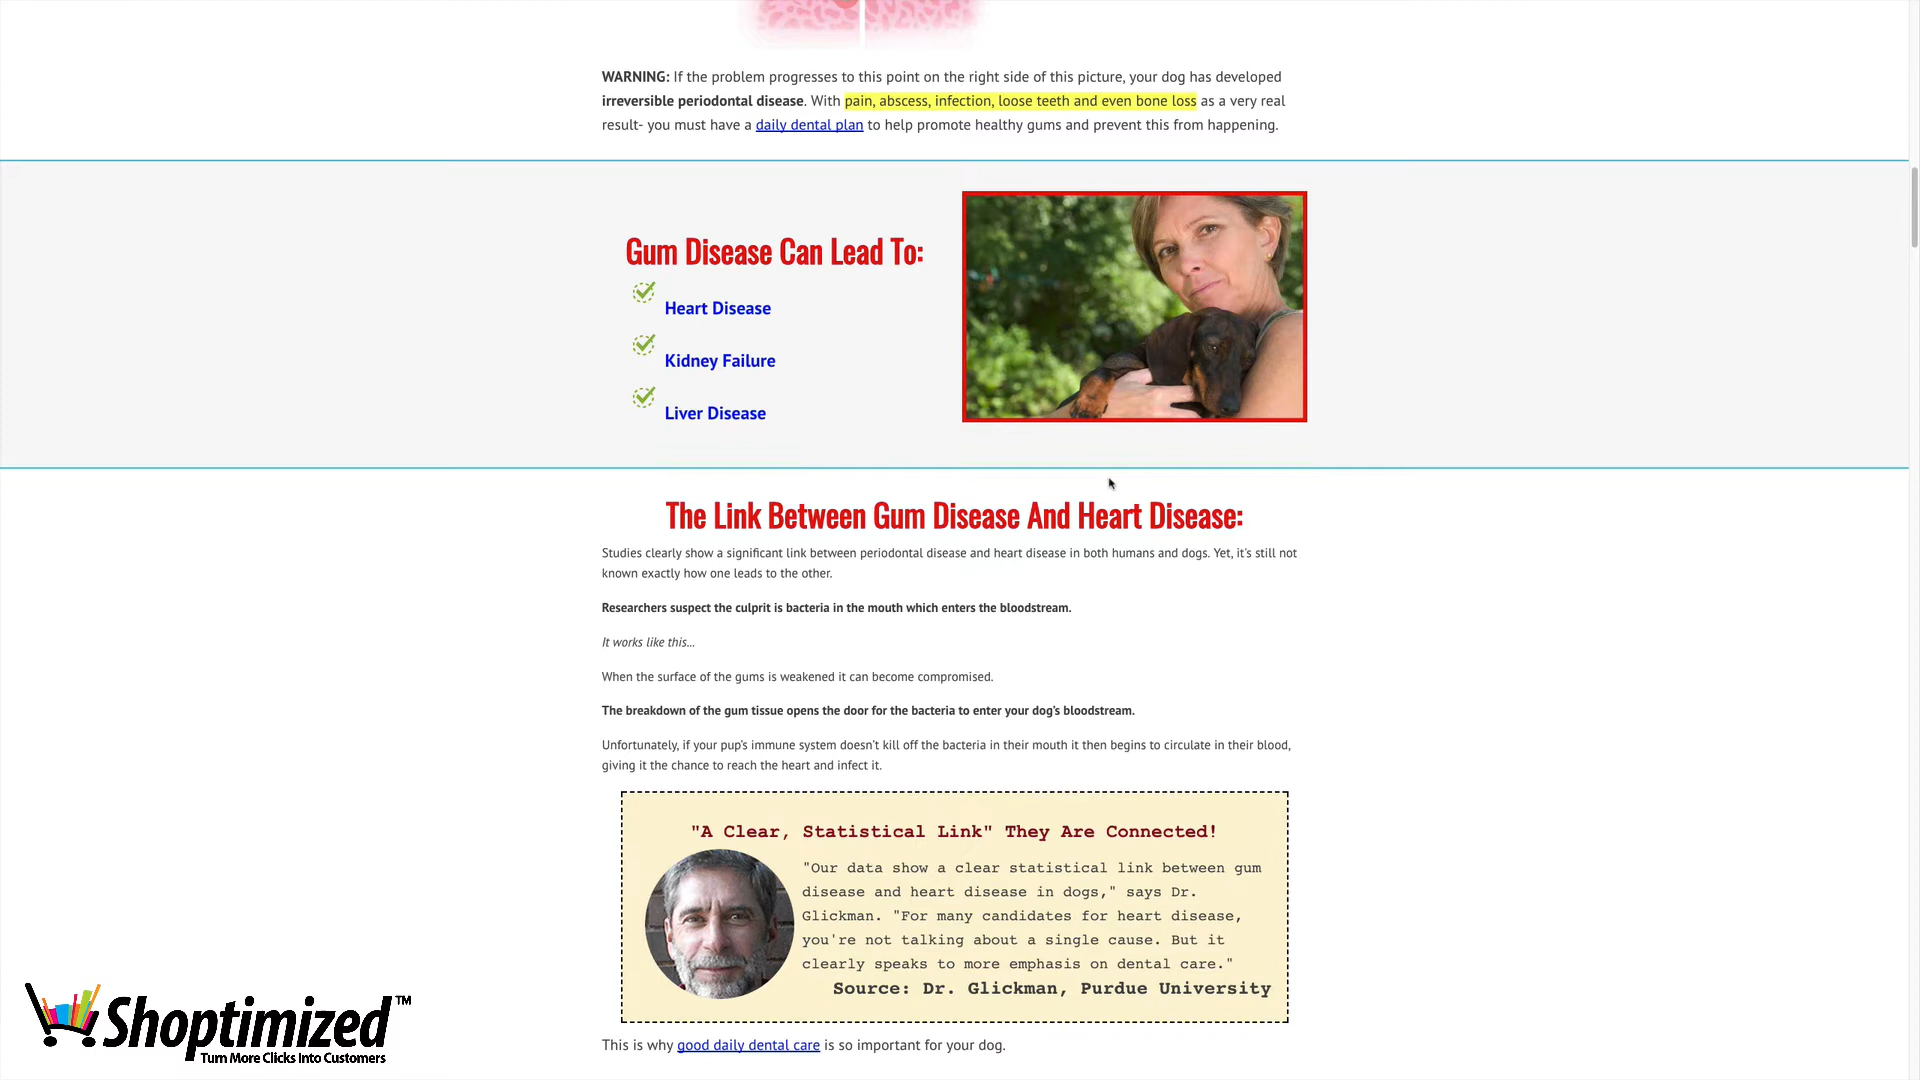 WARNING: If the problem progresses to this point on the right side of this picture, your dog has developed
irreversible periodontal disease. With pain, abscess, infection, loose teeth and even bone loss as a very real
result- you must have a daily dental plan to help promote healthy gums and prevent this from happening.
Gum Disease Can Lead To:
Heart Disease
Kidney Failure
Liver Disease
The Link Between Gum Disease And Heart Disease:
Studies clearly show a significant link between periodontal disease and heart disease in both humans and dogs. Yet, it's still not
known exactly how one leads to the other.
Researchers suspect the culprit is bacteria in the mouth which enters the bloodstream.
It works like this...
When the surface of the gums is weakened it can become compromised.
The breakdown of the gum tissue opens the door for the bacteria to enter your dog's bloodstream.
Unfortunately, if your pup's immune system doesn't kill off the bacteria in their mouth it then begins to circulate in their blood,
giving it the chance to reach the heart and infect it.
"A Clear, Statistical Link" They Are Connected!
"Our data show a clear statistical link between gum
disease and heart disease in dogs," says Dr.
Glickman. "For many candidates for heart disease,
you're not talking about a single cause. But it
clearly speaks to more emphasis on dental care."
Source: Dr. Glickman, Purdue University
This is why good daily dental care is so important for your dog.
Shoptimized™
Turn More Clicks Into Customers